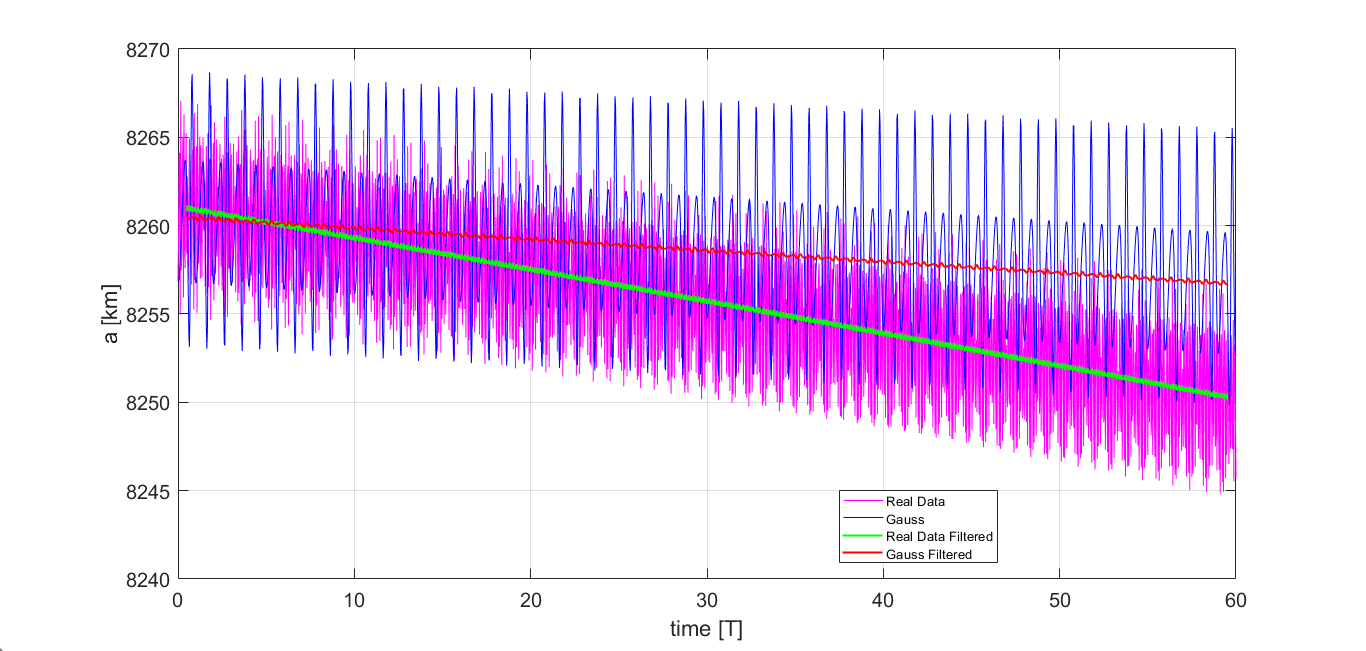 8270
8265
8260
8255
8250
8245
8240
a [km]
0 10 20 30 40 50 60
time [T]
Real Data
Gauss
Real Data Filtered
Gauss Filtered